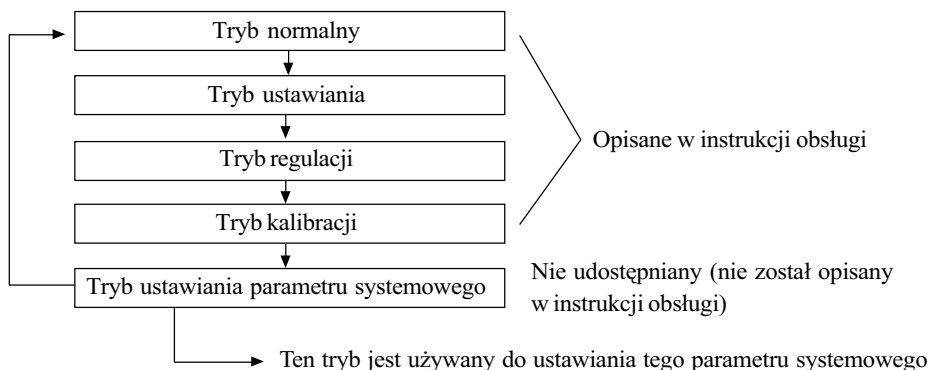 Tryb normalny
Tryb ustawiania
Tryb regulacji
Tryb kalibracji
Tryb ustawiania parametru systemowego
Opisane w instrukcji obsługi
Nie udostępniany (nie został opisany
w instrukcji obsługi)
Ten tryb jest używany do ustawiania tego parametru systemowego